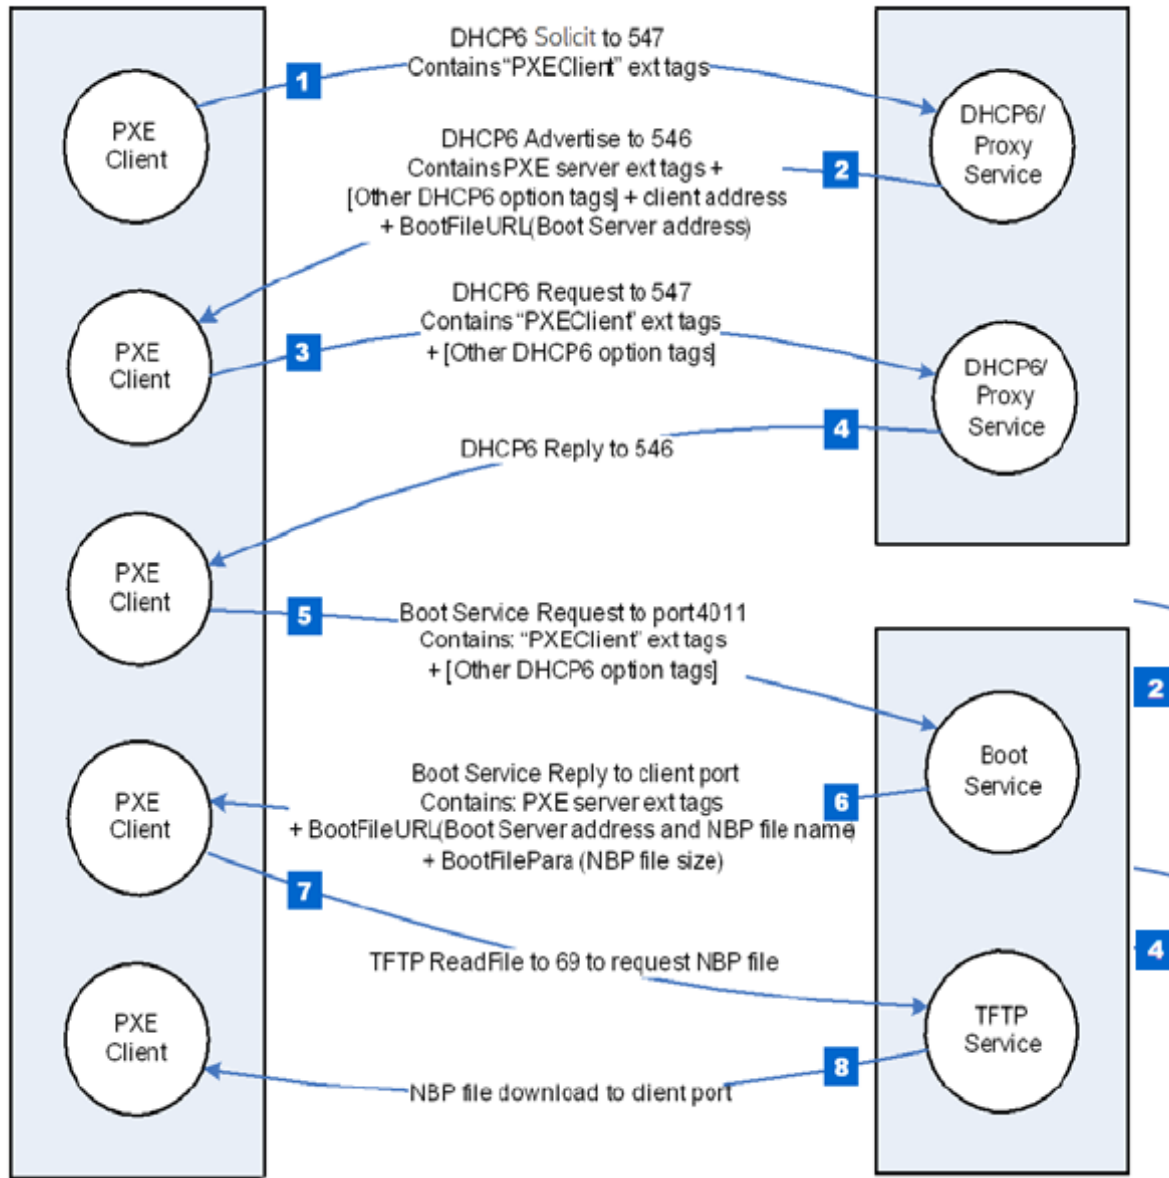 DHCP6 Solicit to 547
Contains "PXEClient" ext tags
1
PXE
Client
DHCP6/
Proxy
Service
DHCP6 Advertise to 546
Contains PXE server ext tags +
[Other DHCP6 option tags] + client address
+ BootFileURL(Boot Server address)
2
DHCP6 Request to 547
Contains "PXEClient" ext tags
+ [Other DHCP6 option tags]
3
PXE
Client
DHCP6/
Proxy
Service
4
DHCP6 Reply to 546
PXE
Client
5
Boot Service Request to port 4011
Contains: "PXEClient" ext tags
+ [Other DHCP6 option tags]
2
Boot
Service
Boot Service Reply to client port
Contains: PXE server ext tags
+ BootFileURL(Boot Server address and NBP file name)
+ BootFilePara (NBP file size)
6
PXE
Client
7
TFTP ReadFile to 69 to request NBP file
4
TFTP
Service
PXE
Client
8
NBP file download to client port